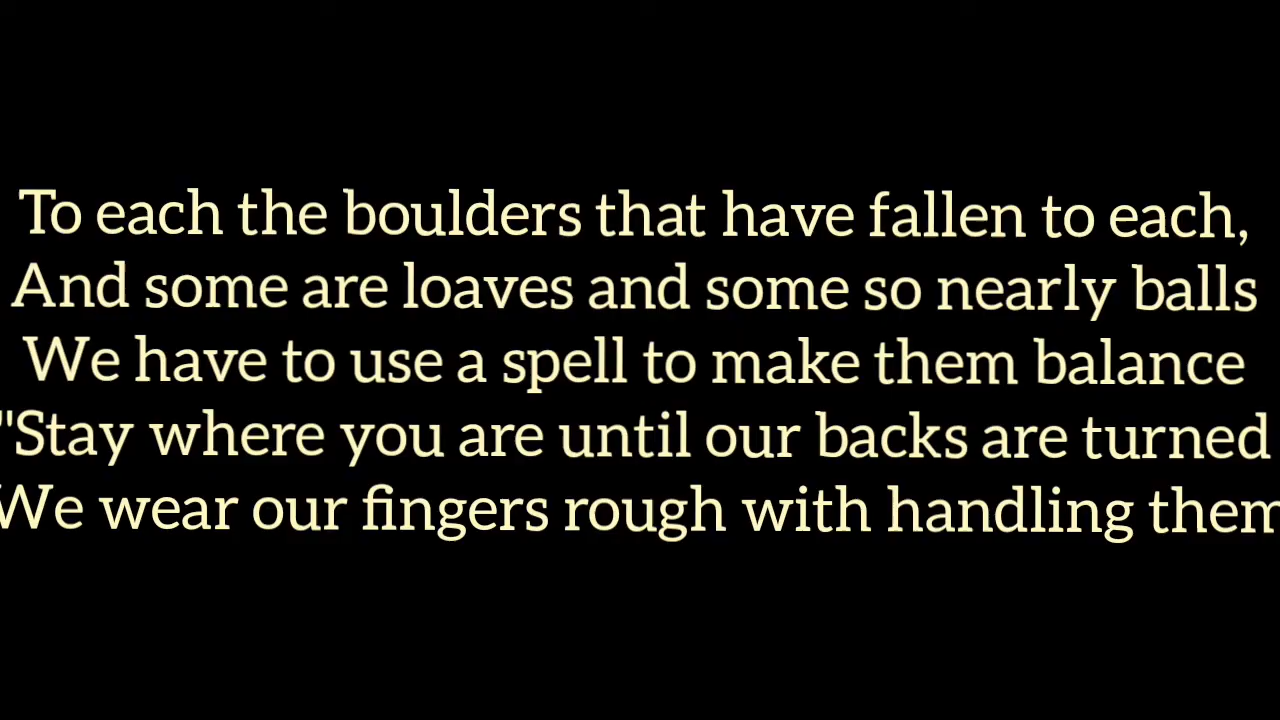 To each the boulders that have fallen to each,
And some are loaves and some so nearly balls
We have to use a spell to make them balance
"Stay where you are until our backs are turned
We wear our fingers rough with handling them